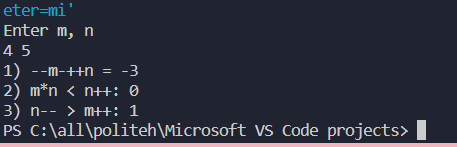 eter=mi'
Enter m, n
4 5
1) --m-++n = -3
2) m*n < n++: 0
3) n-- > m++: 1
PS C:\all\politeh\Microsoft VS Code projects>